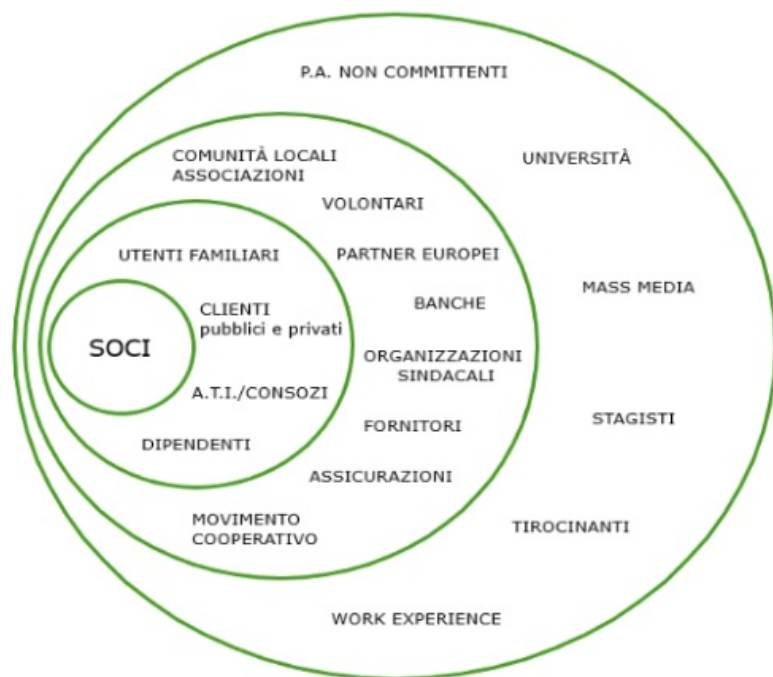 P.A. NON COMMITTENTI
COMUNITÀ LOCALI
ASSOCIAZIONI
UNIVERSITÀ
VOLONTARI
UTENTI FAMILIARI
PARTNER EUROPEI
MASS MEDIA
BANCHE
CLIENTI
pubblici e privati
SOCI
ORGANIZZAZIONI
SINDACALI
A.T.I./CONSOZI
STAGISTI
FORNITORI
DIPENDENTI
ASSICURAZIONI
MOVIMENTO
COOPERATIVO
TIROCINANTI
WORK EXPERIENCE